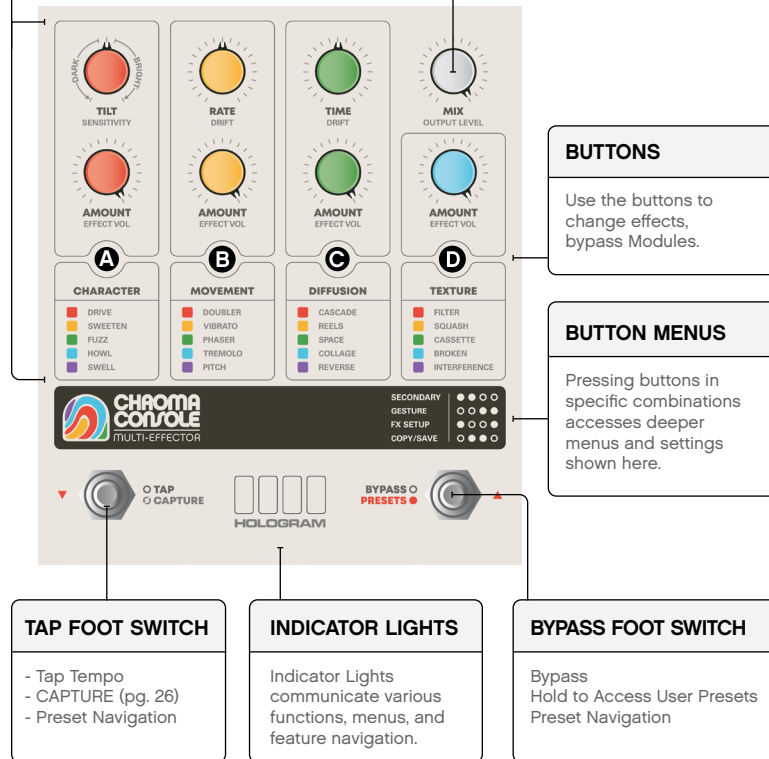 DARK
BRIGHT
TILT
SENSITIVITY
RATE
DRIFT
TIME
DRIFT
MIX
OUTPUT LEVEL
AMOUNT
EFFECT VOL
AMOUNT
EFFECT VOL
AMOUNT
EFFECT VOL
AMOUNT
EFFECT VOL
A
B
C
D
CHARACTER
DRIVE
SWEETEN
FUZZ
HOWL
SWELL
MOVEMENT
DOUBLER
VIBRATO
PHASER
TREMOLO
PITCH
DIFFUSION
CASCADE
REELS
SPACE
COLLAGE
REVERSE
TEXTURE
FILTER
SQUASH
CASSETTE
BROKEN
INTERFERENCE
CHROMA
CONSOLE
MULTI-EFFECTOR
SECONDARY
GESTURE
FX SETUP
COPY/SAVE
TAP
CAPTURE
HOLOGRAM
BYPASS
PRESETS
BUTTONS
Use the buttons to
change effects,
bypass Modules.
BUTTON MENUS
Pressing buttons in
specific combinations
accesses deeper
menus and settings
shown here.
TAP FOOT SWITCH
- Tap Tempo
- CAPTURE (pg. 26)
- Preset Navigation
INDICATOR LIGHTS
Indicator Lights
communicate various
functions, menus, and
feature navigation.
BYPASS FOOT SWITCH
Bypass
Hold to Access User Presets
Preset Navigation